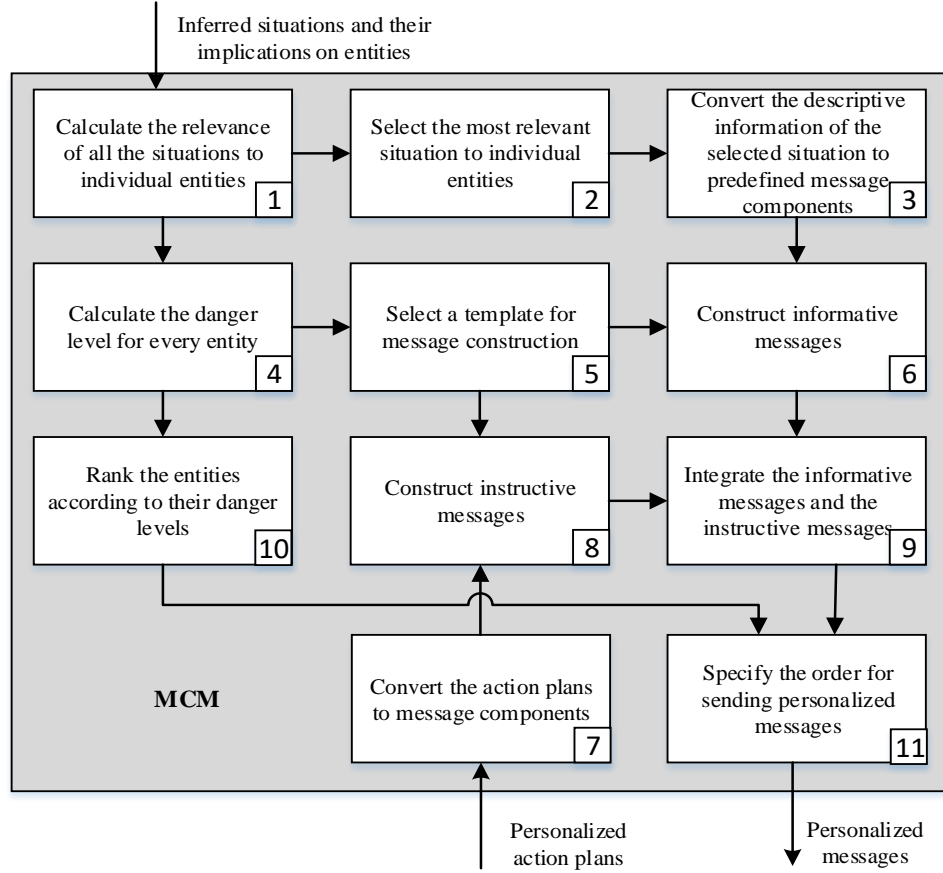 Inferred situations and their
implications on entities
Calculate the relevance
of all the situations to
individual entities
1
Select the most relevant
situation to individual
entities
2
Convert the descriptive
information of the
selected situation to
predefined message
components
3
Calculate the danger
level for every entity
4
Select a template for
message construction
5
Construct informative
messages
6
Rank the entities
according to their danger
levels
10
Construct instructive
messages
8
Integrate the informative
messages and the
instructive messages
9
MCM
Convert the action plans
to message components
7
Specify the order for
sending personalized
messages
11
Personalized
action plans
Personalized
messages